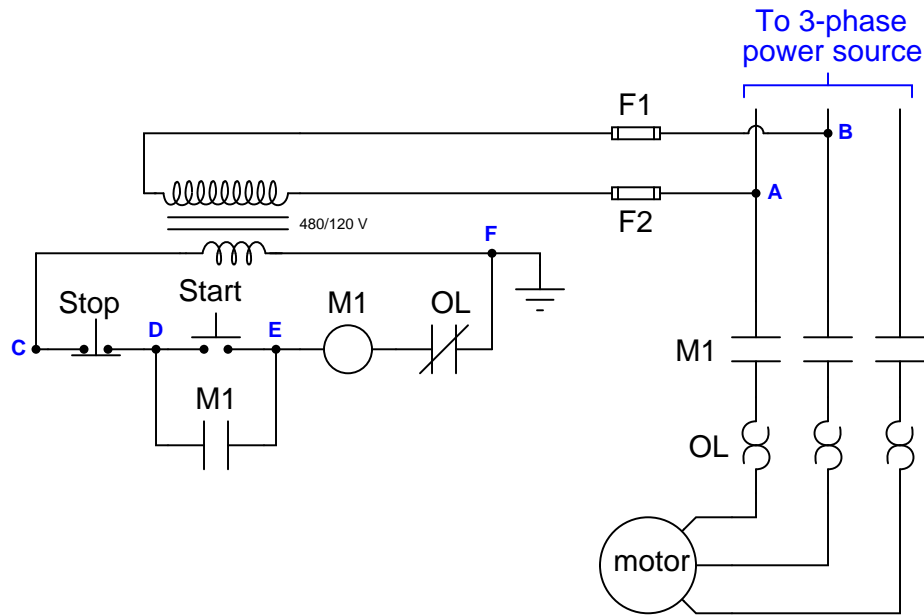 To 3-phase
power source
F1
B
A
F2
480/120 V
F
Stop
Start
M1
OL
C
D
E
M1
M1
OL
motor